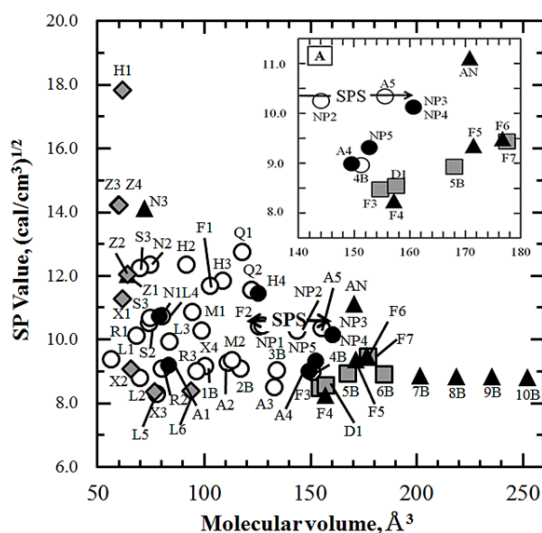 SP Value, (cal/cm³)^1/2
18.0
16.0
14.0
12.0
10.0
8.0
6.0
50
100
150
200
250
Molecular volume, Å³
H1
Z3 Z4
N3
Z2
S3
N2
H2
F1
Q1
Z1
H3
Q2
H4
A5
X1
S3
N1
L4
M1
F2
SPS
NP2
AN
R1
S2
L3
X4
NP1
NP3
F6
L1
R3
M2
3B
NP5
4B
NP4
F7
X2
L2
X3
R2
1B
A2
2B
A3
A4
F3
F4
5B
F5
6B
7B
8B
9B
10B
L5
L6
A1
D1
A
11.0
10.0
9.0
8.0
140
150
160
170
180
AN
SPS
A5
NP2
NP3
NP4
A4
NP5
4B
F5
F6
F7
F3
D1
F4
5B